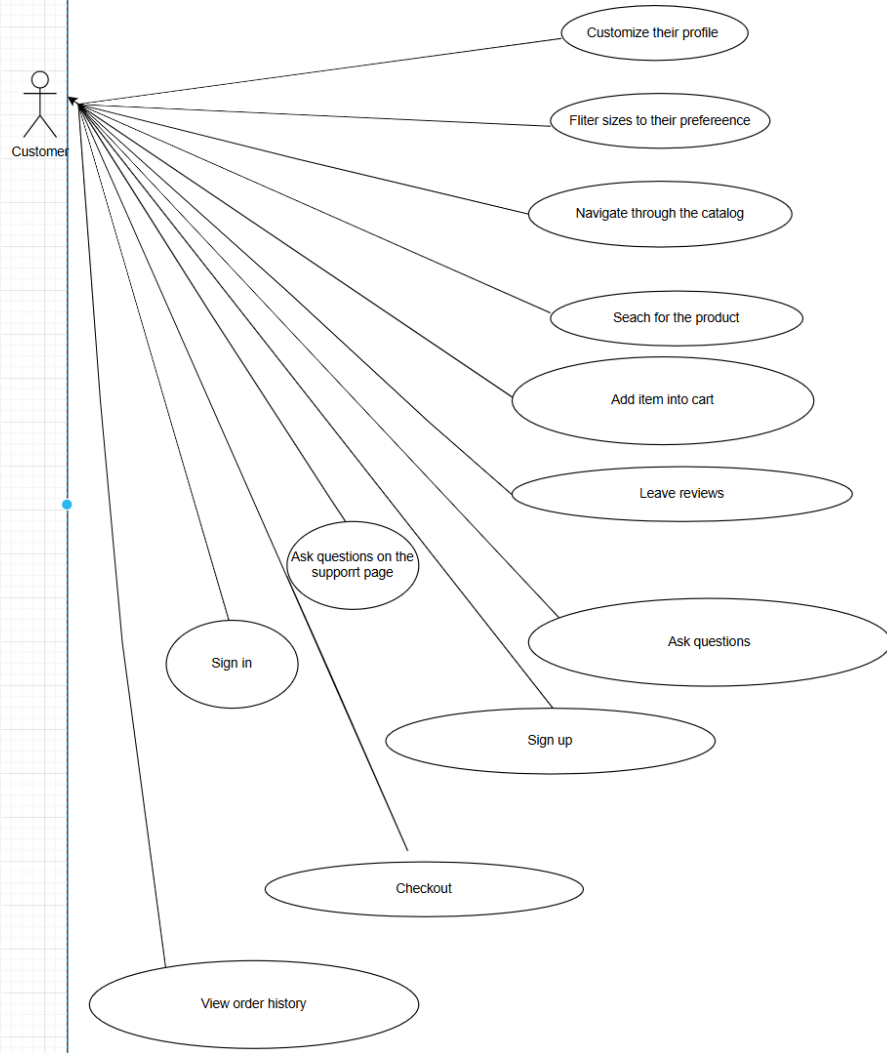 Customize their profile
Fliter sizes to their prefereence
Customer
Navigate through the catalog
Seach for the product
Add item into cart
Leave reviews
Ask questions on the
supporrt page
Ask questions
Sign in
Sign up
Checkout
View order history